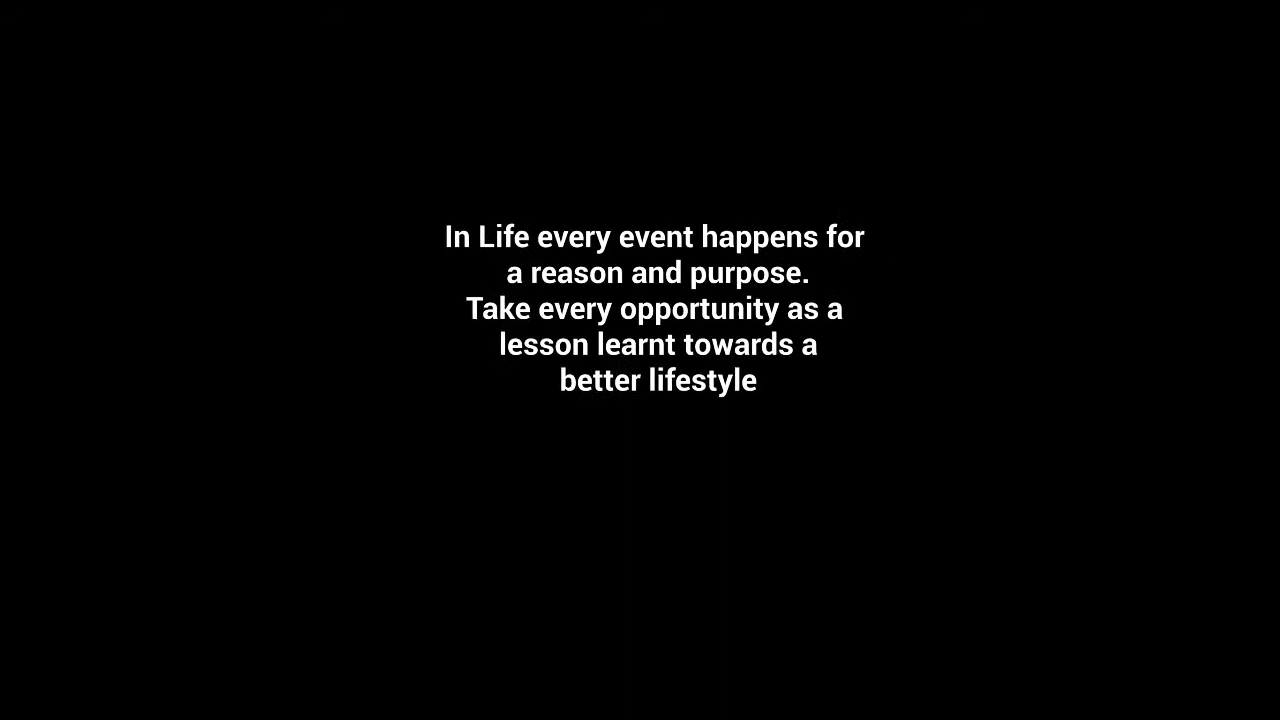 In Life every event happens for
a reason and purpose.
Take every opportunity as a
lesson learnt towards a
better lifestyle